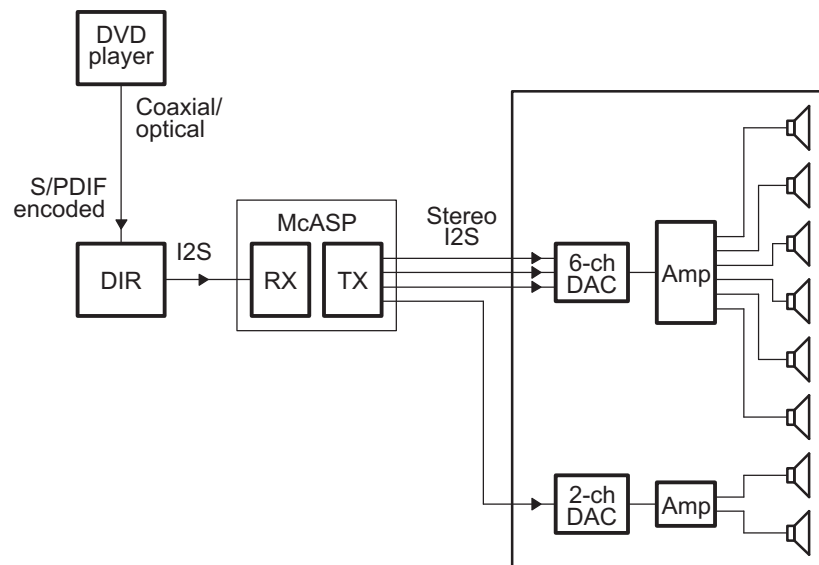 DVD
player
Coaxial/
optical
S/PDIF
encoded
DIR
I2S
McASP
RX
TX
Stereo
I2S
6-ch
DAC
Amp
2-ch
DAC
Amp